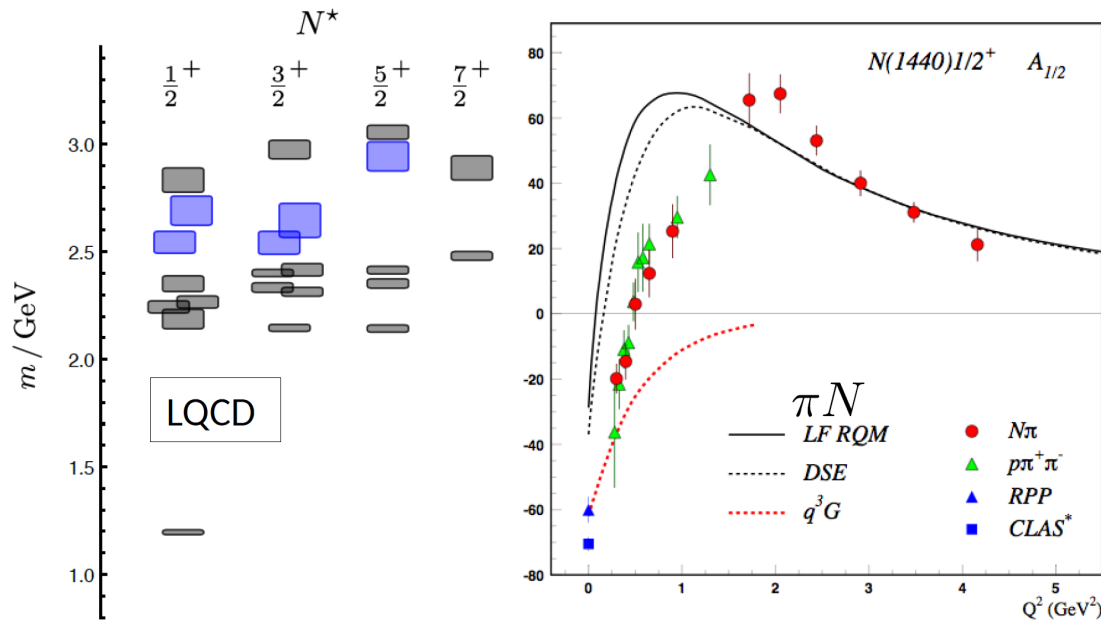 N⋆
1/2⁺ 3/2⁺ 5/2⁺ 7/2⁺
3.0
2.5
2.0
1.5
1.0
m / GeV
LQCD
N(1440)1/2⁺ A₁/₂
80
60
40
20
0
-20
-40
-60
-80
πN
LF RQM
DSE
q³G
Nπ
pπ⁺π⁻
RPP
CLAS*
0 1 2 3 4 5
Q² (GeV²)